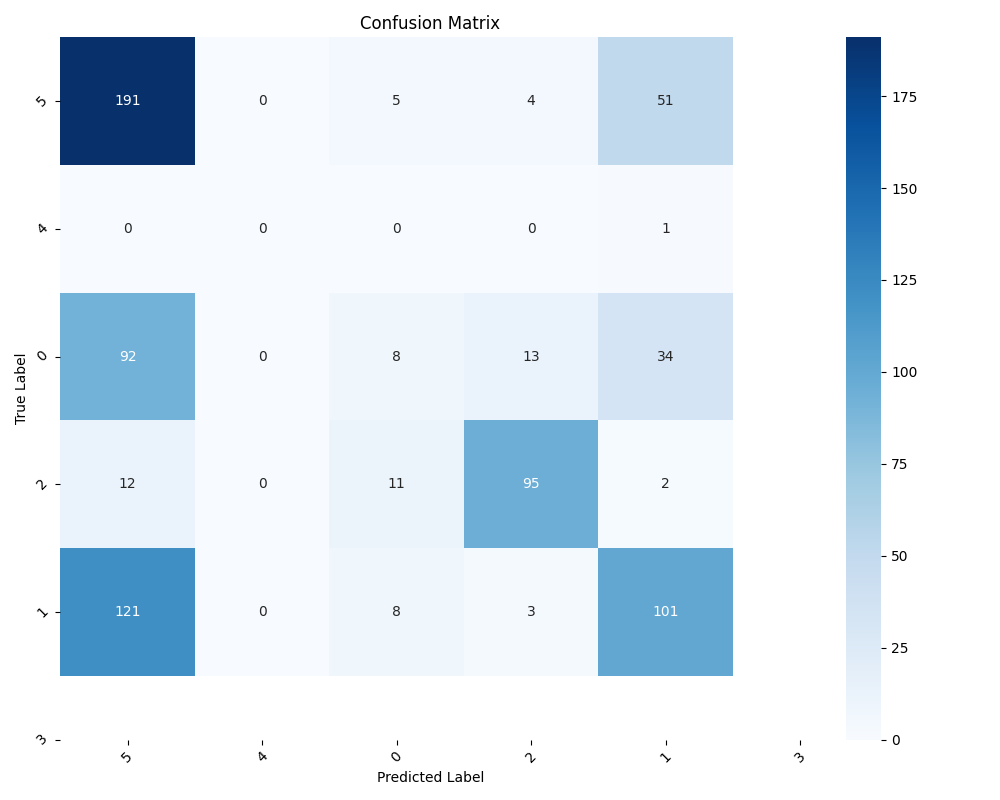 Confusion Matrix
5 191 0 5 4 51
4 0 0 0 0 1
0 92 0 8 13 34
2 12 0 11 95 2
1 121 0 8 3 101
3
5 4 0 2 1 3
True Label
Predicted Label
175
150
125
100
75
50
25
0